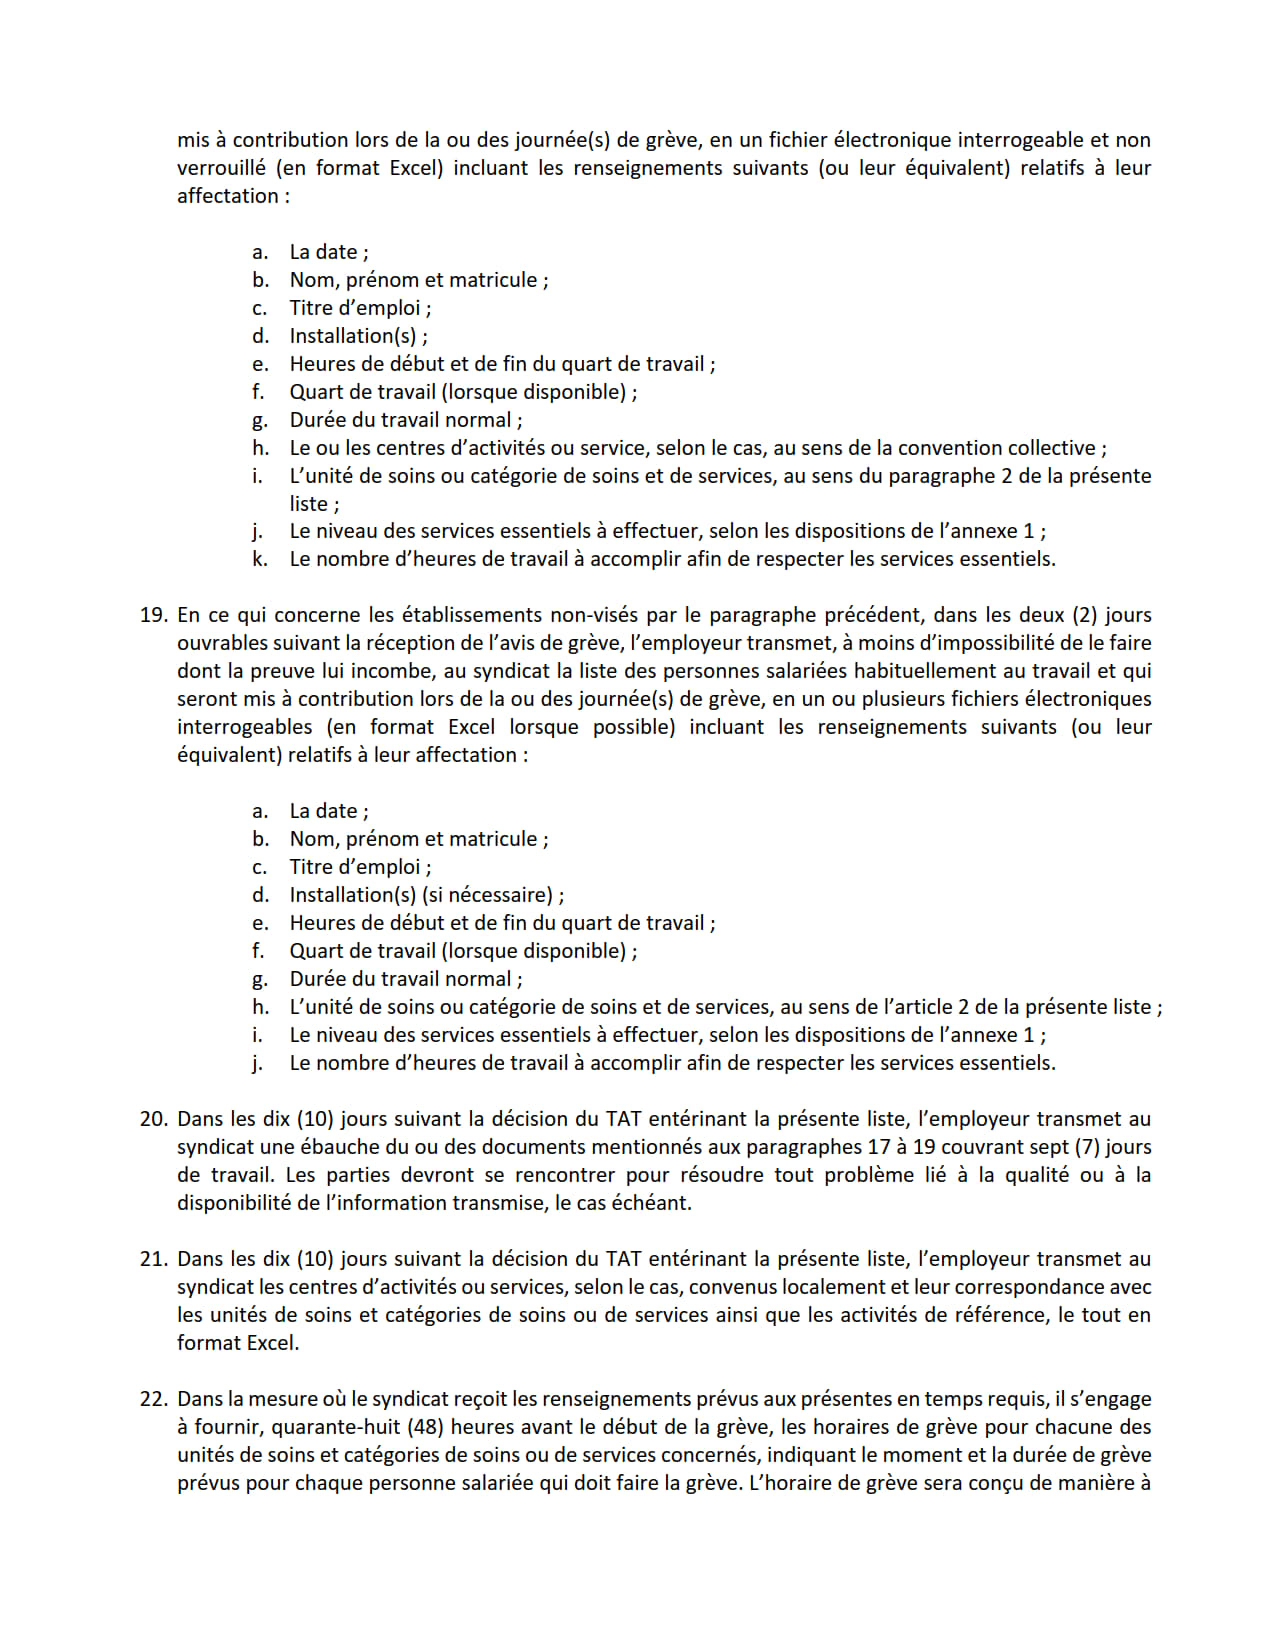 mis à contribution lors de la ou des journée(s) de grève, en un fichier électronique interrogeable et non
verrouillé (en format Excel) incluant les renseignements suivants (ou leur équivalent) relatifs à leur
affectation :
a. La date ;
b. Nom, prénom et matricule ;
c. Titre d’emploi ;
d. Installation(s) ;
e. Heures de début et de fin du quart de travail ;
f. Quart de travail (lorsque disponible) ;
g. Durée du travail normal ;
h. Le ou les centres d’activités ou service, selon le cas, au sens de la convention collective ;
i. L’unité de soins ou catégorie de soins et de services, au sens du paragraphe 2 de la présente
liste ;
j. Le niveau des services essentiels à effectuer, selon les dispositions de l’annexe 1 ;
k. Le nombre d’heures de travail à accomplir afin de respecter les services essentiels.
19. En ce qui concerne les établissements non-visés par le paragraphe précédent, dans les deux (2) jours
ouvrables suivant la réception de l’avis de grève, l’employeur transmet, à moins d’impossibilité de le faire
dont la preuve lui incombe, au syndicat la liste des personnes salariées habituellement au travail et qui
seront mis à contribution lors de la ou des journée(s) de grève, en un ou plusieurs fichiers électroniques
interrogeables (en format Excel lorsque possible) incluant les renseignements suivants (ou leur
équivalent) relatifs à leur affectation :
a. La date ;
b. Nom, prénom et matricule ;
c. Titre d’emploi ;
d. Installation(s) (si nécessaire) ;
e. Heures de début et de fin du quart de travail ;
f. Quart de travail (lorsque disponible) ;
g. Durée du travail normal ;
h. L’unité de soins ou catégorie de soins et de services, au sens de l’article 2 de la présente liste ;
i. Le niveau des services essentiels à effectuer, selon les dispositions de l’annexe 1 ;
j. Le nombre d’heures de travail à accomplir afin de respecter les services essentiels.
20. Dans les dix (10) jours suivant la décision du TAT entérinant la présente liste, l’employeur transmet au
syndicat une ébauche du ou des documents mentionnés aux paragraphes 17 à 19 couvrant sept (7) jours
de travail. Les parties devront se rencontrer pour résoudre tout problème lié à la qualité ou à la
disponibilité de l’information transmise, le cas échéant.
21. Dans les dix (10) jours suivant la décision du TAT entérinant la présente liste, l’employeur transmet au
syndicat les centres d’activités ou services, selon le cas, convenus localement et leur correspondance avec
les unités de soins et catégories de soins ou de services ainsi que les activités de référence, le tout en
format Excel.
22. Dans la mesure où le syndicat reçoit les renseignements prévus aux présentes en temps requis, il s’engage
à fournir, quarante-huit (48) heures avant le début de la grève, les horaires de grève pour chacune des
unités de soins et catégories de soins ou de services concernés, indiquant le moment et la durée de grève
prévus pour chaque personne salariée qui doit faire la grève. L’horaire de grève sera conçu de manière à